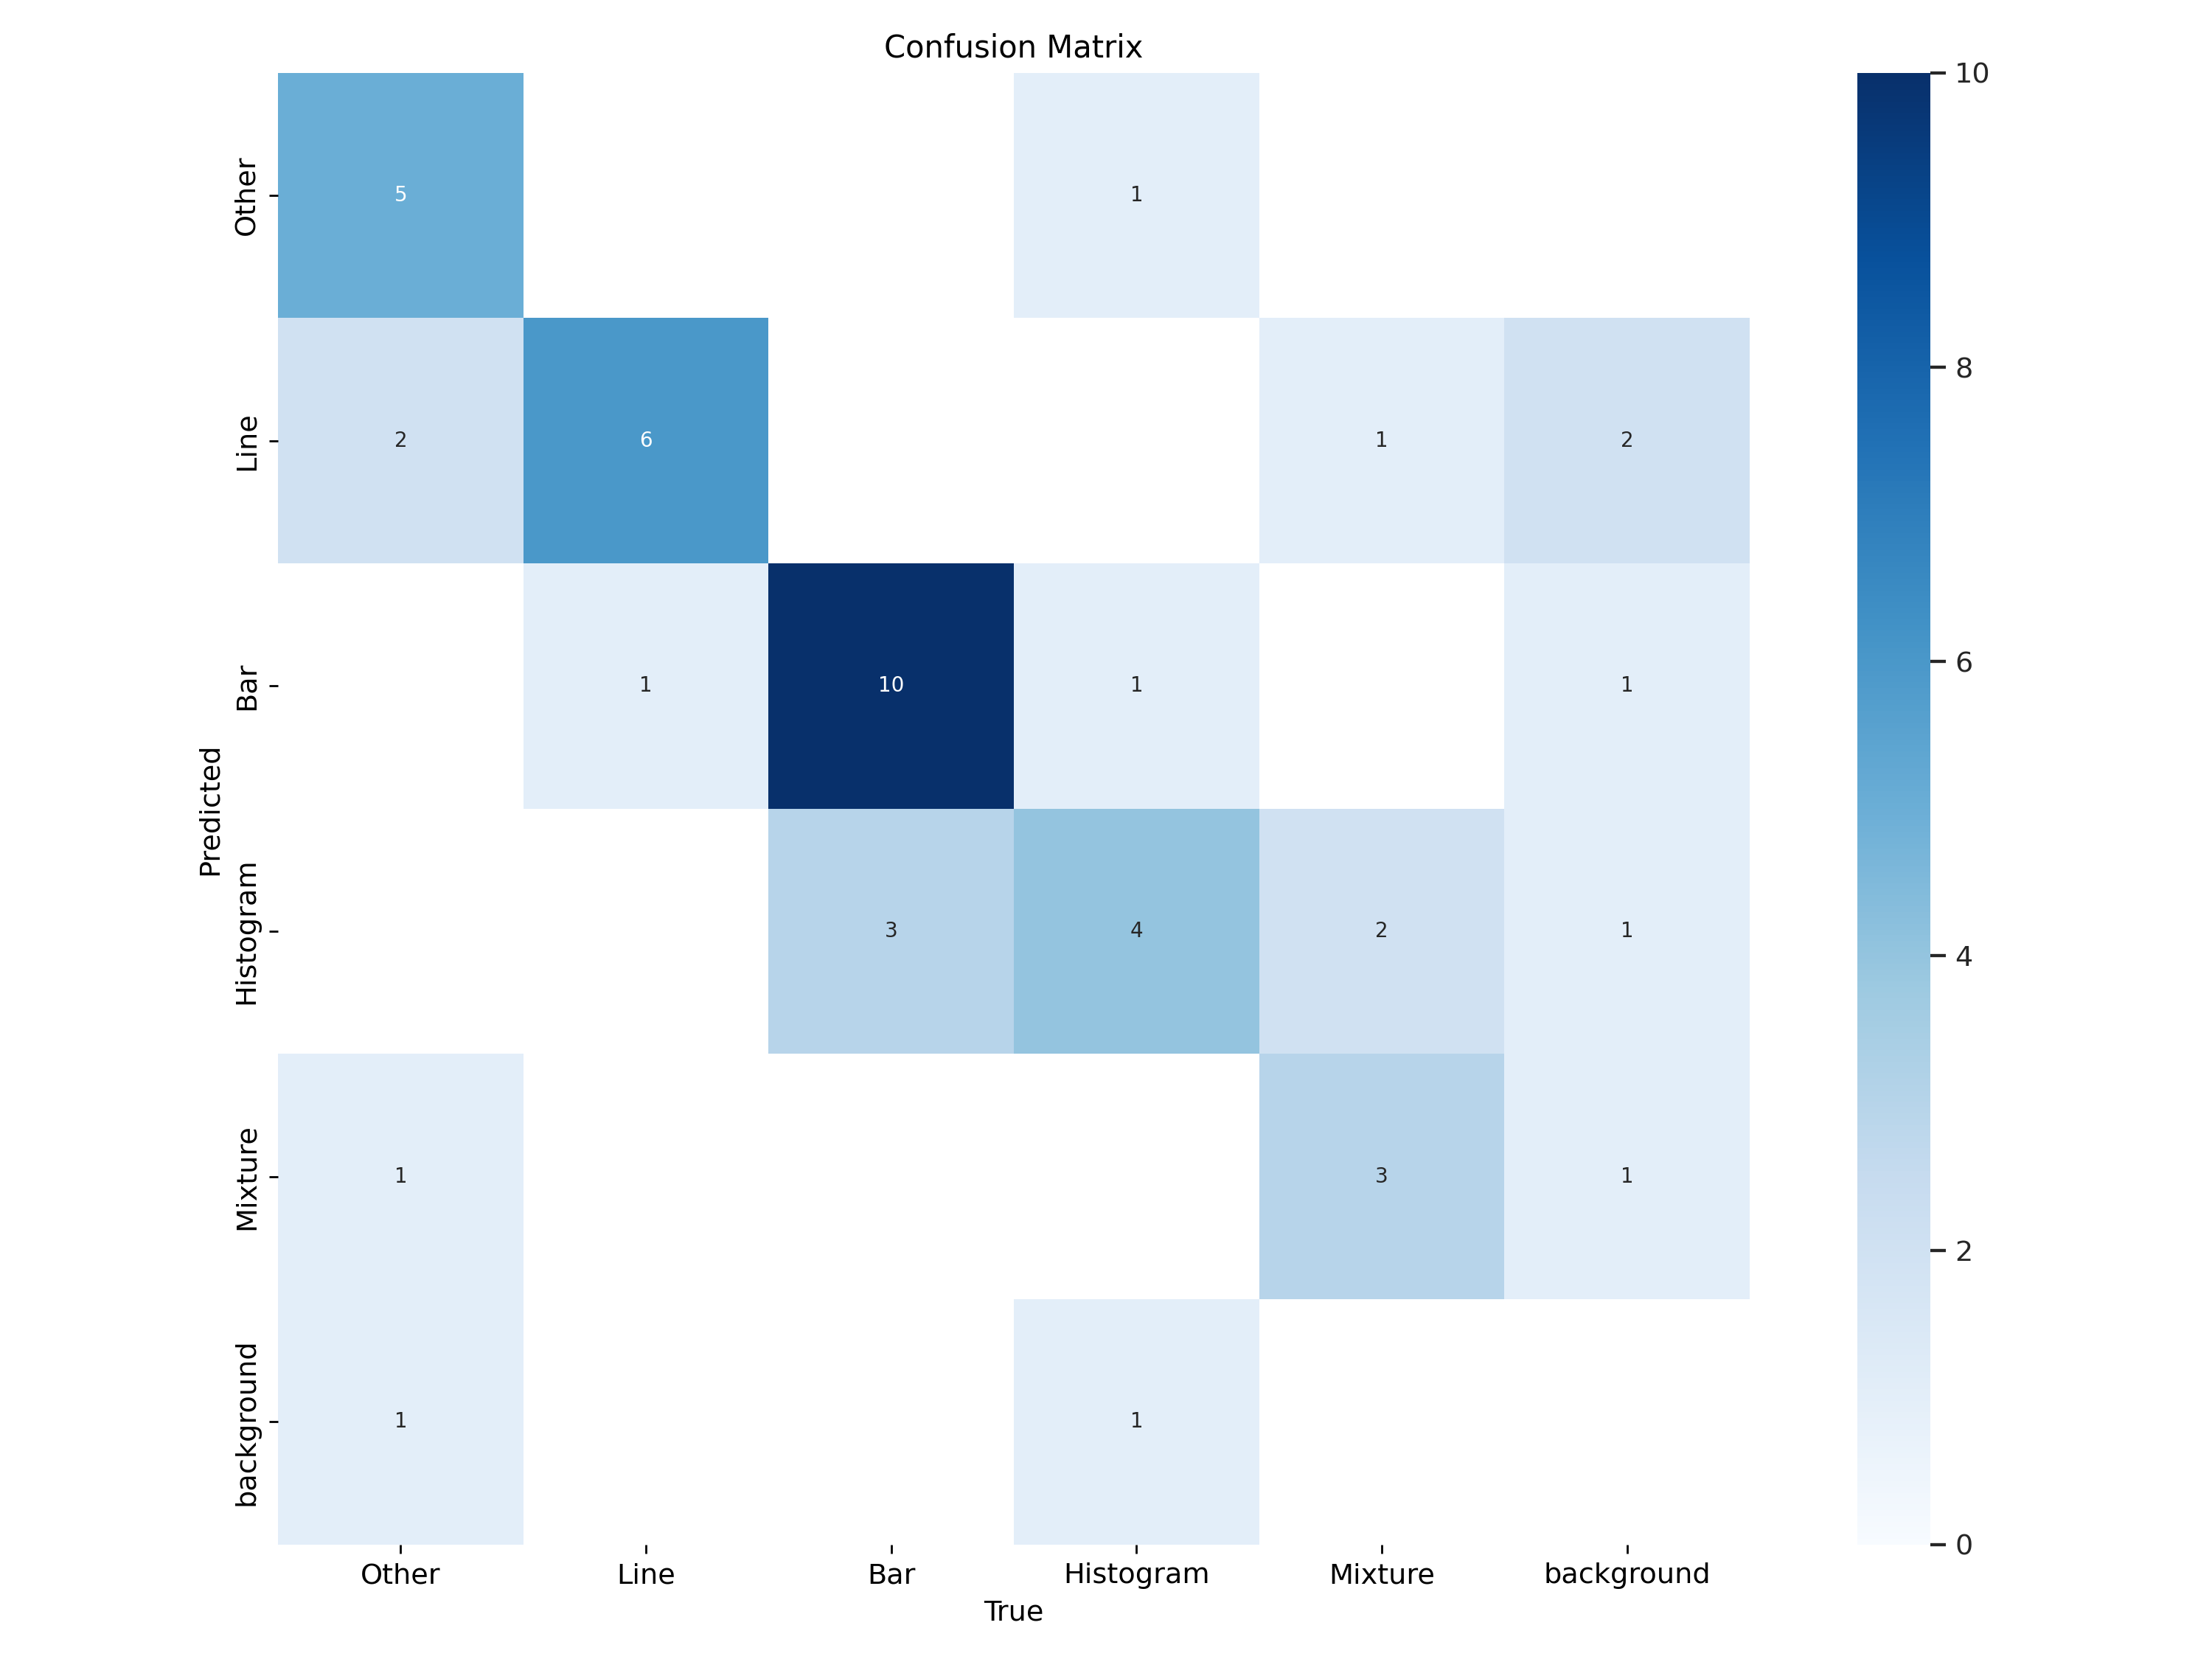 Confusion Matrix
Other
5
1
Line
2 6 1 2
Bar
1 10 1 1
Histogram
3 4 2 1
Mixture
1 3 1
background
1 1
Predicted
Other Line Bar Histogram Mixture background
True
10
8
6
4
2
0